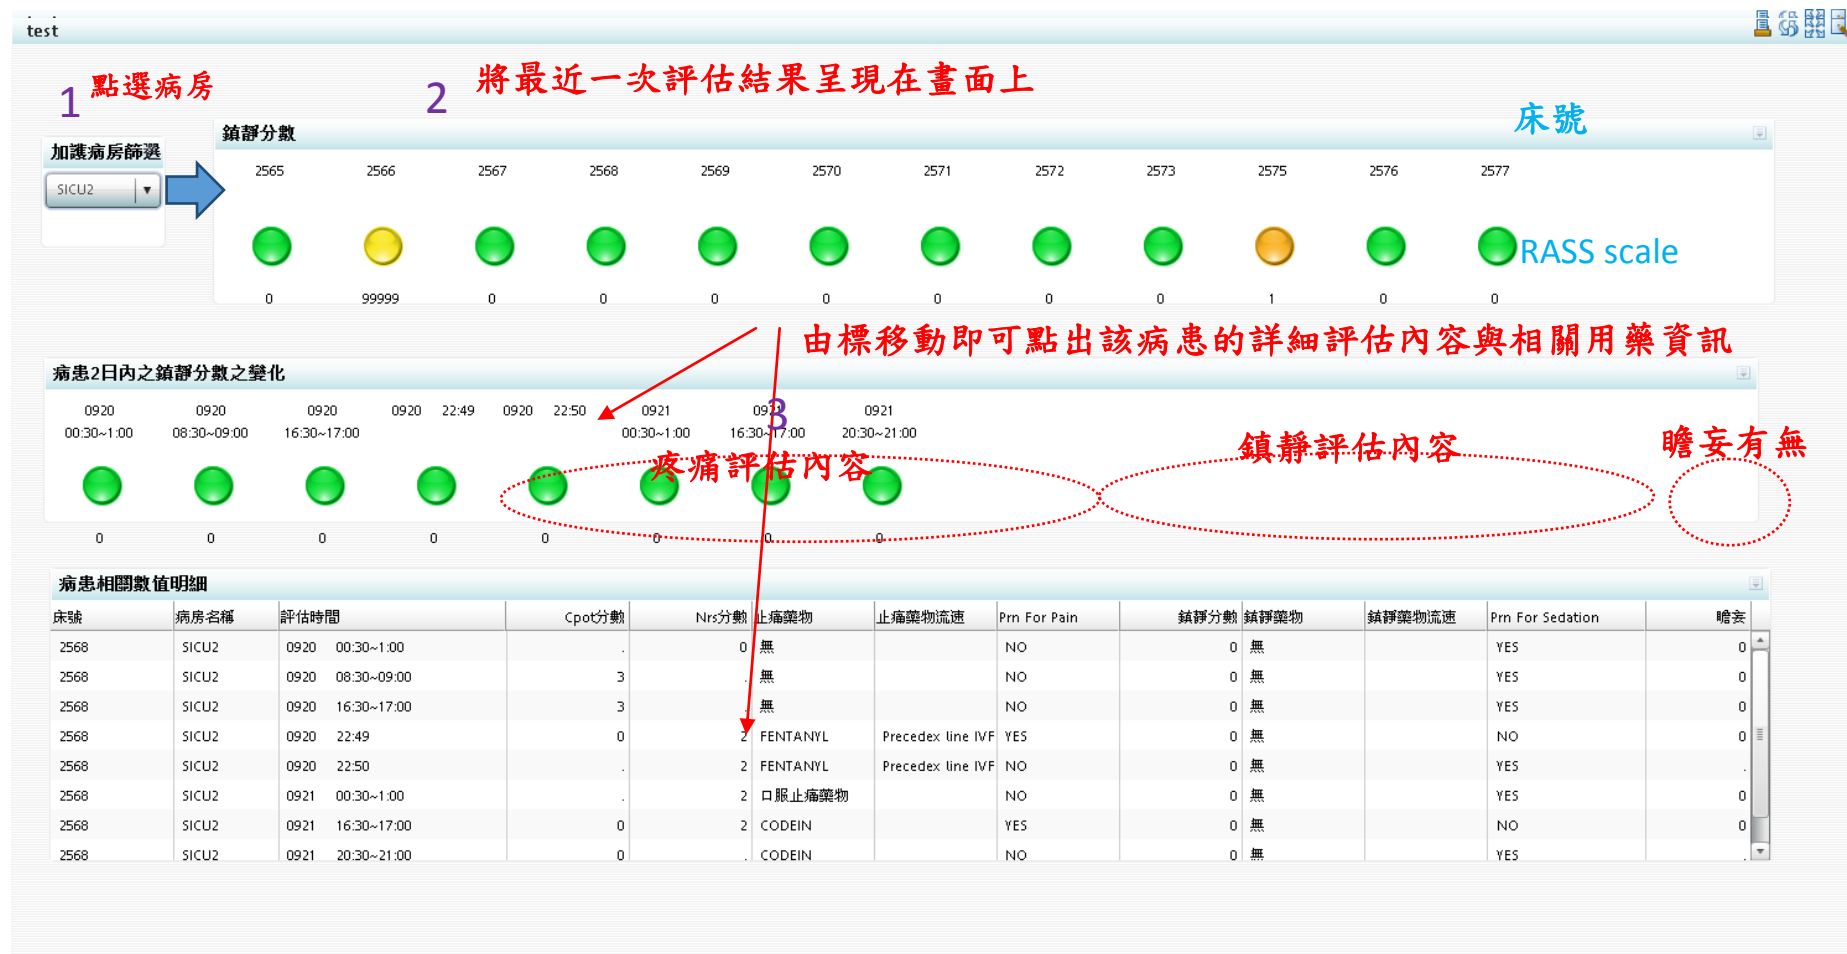 test
1 點選病房
2 將最近一次評估結果呈現在畫面上
床號
加護病房篩選
SICU2
鎮靜分數
2565 2566 2567 2568 2569 2570 2571 2572 2573 2575 2576 2577
RASS scale
0 99999 0 0 0 0 0 0 0 1 0 0
由標移動即可點出該病患的詳細評估內容與相關用藥資訊
病患2日內之鎮靜分數之變化
0920 0920 0920 0920 22:49 0920 22:50 0921 0921 0921
00:30~1:00 08:30~09:00 16:30~17:00 00:30~1:00 16:30~17:00 20:30~21:00
3
疼痛評估內容 鎮靜評估內容 瞻妄有無
0 0 0 0 0 0 0 0
病患相關數值明細
床號 病房名稱 評估時間 Cpot分數 Nrs分數 止痛藥物 止痛藥物流速 Prn For Pain 鎮靜分數 鎮靜藥物 鎮靜藥物流速 Prn For Sedation 瞻妄
2568 SICU2 0920 00:30~1:00 . 0 無 NO 0 無 YES 0
2568 SICU2 0920 08:30~09:00 3 . 無 NO 0 無 YES 0
2568 SICU2 0920 16:30~17:00 3 . 無 NO 0 無 YES 0
2568 SICU2 0920 22:49 0 2 FENTANYL Precedex line IVF YES 0 無 NO 0
2568 SICU2 0920 22:50 . 2 FENTANYL Precedex line IVF NO 0 無 YES .
2568 SICU2 0921 00:30~1:00 . 2 口服止痛藥物 NO 0 無 YES 0
2568 SICU2 0921 16:30~17:00 0 2 CODEIN YES 0 無 NO 0
2568 SICU2 0921 20:30~21:00 0 . CODEIN NO 0 無 YES .